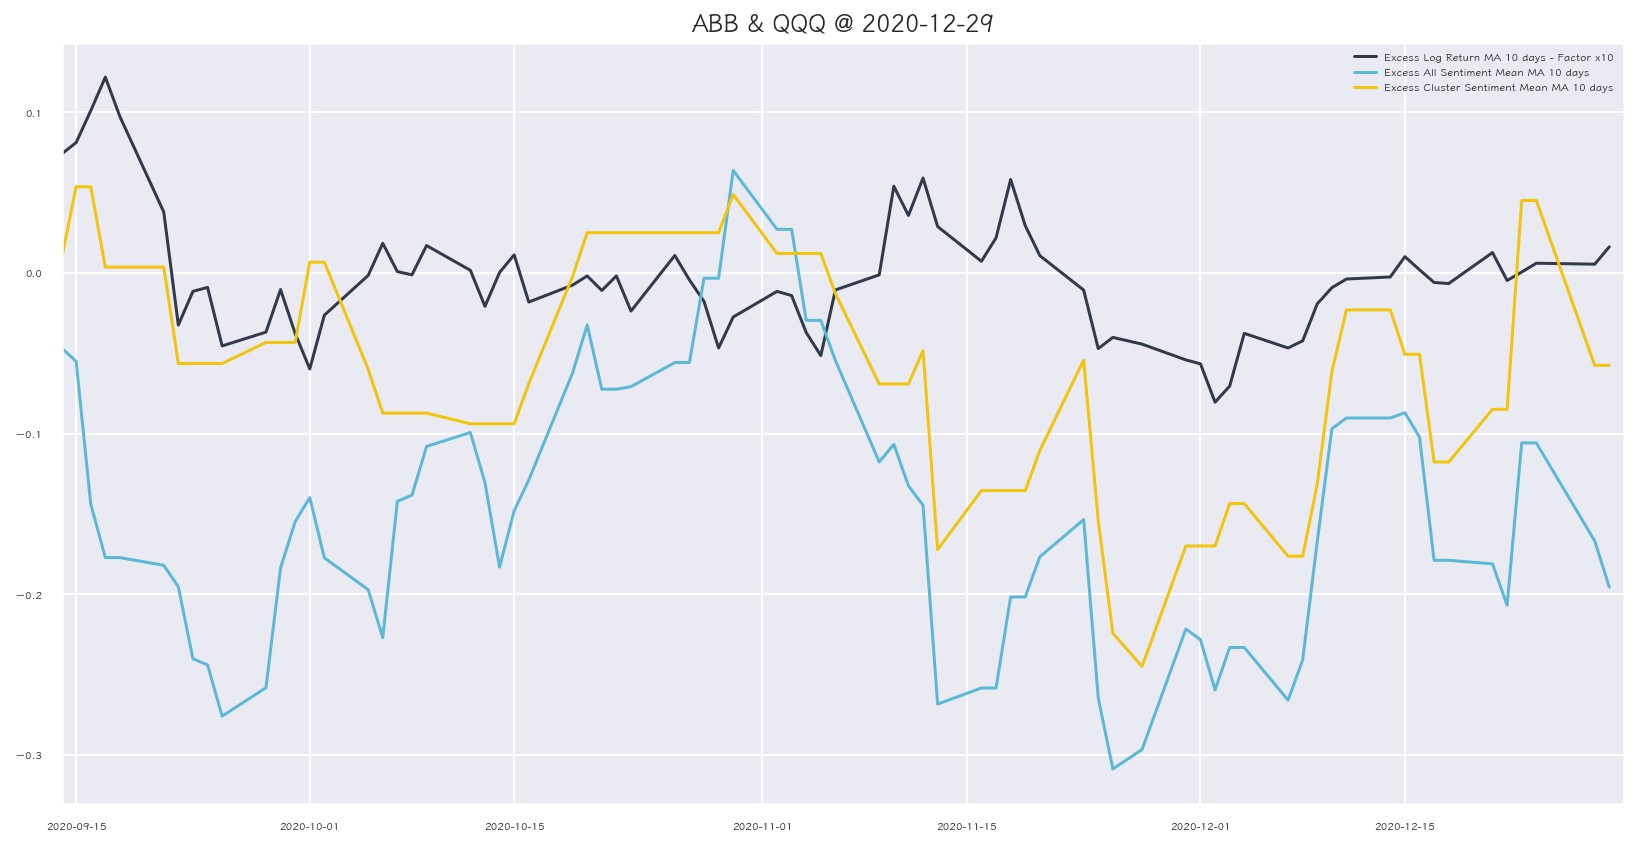 ABB & QQQ @ 2020-12-29
Excess Log Return MA 10 days - Factor x10
Excess All Sentiment Mean MA 10 days
Excess Cluster Sentiment Mean MA 10 days
0.1
0.0
−0.1
−0.2
−0.3
2020-09-15 2020-10-01 2020-10-15 2020-11-01 2020-11-15 2020-12-01 2020-12-15